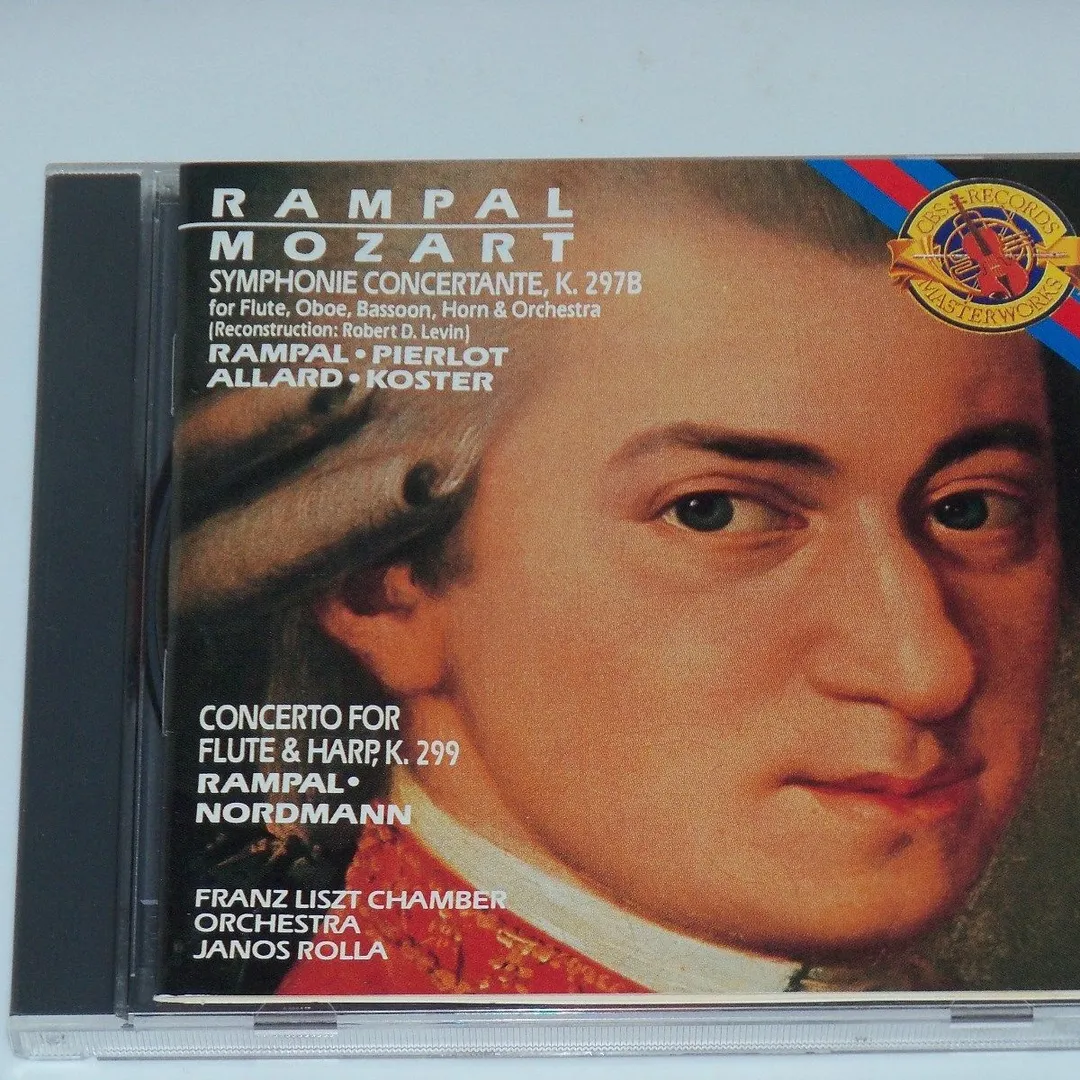 RAMPAL
MOZART
SYMPHONIE CONCERTANTE, K. 297B
for Flute, Oboe, Bassoon, Horn & Orchestra
(Reconstruction: Robert D. Levin)
RAMPAL • PIERLOT
ALLARD • KOSTER
CBS RECORDS
MASTERWORKS
CONCERTO FOR
FLUTE & HARP, K. 299
RAMPAL •
NORDMANN
FRANZ LISZT CHAMBER
ORCHESTRA
JANOS ROLLA